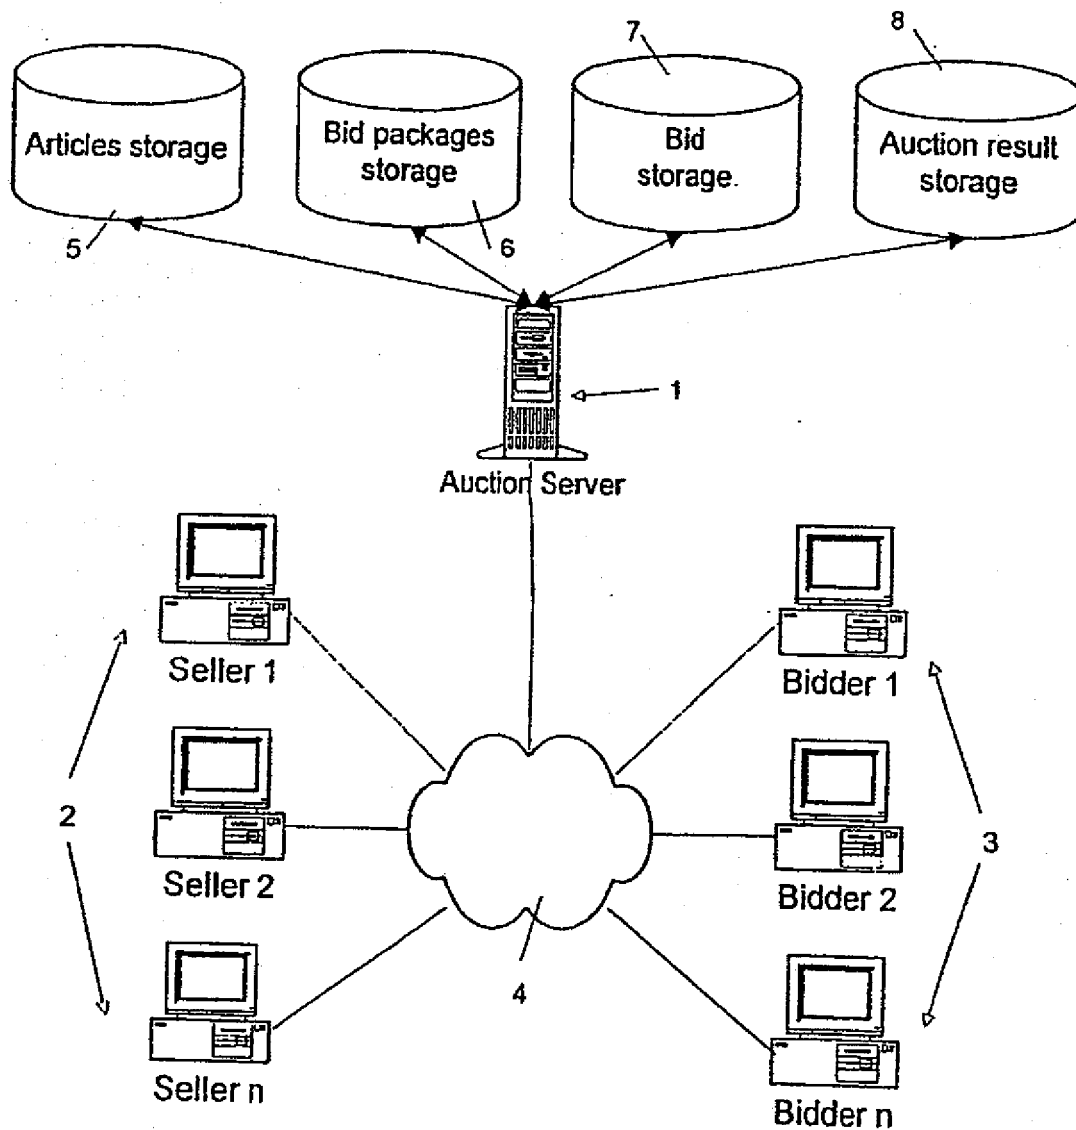 7
8
Articles storage
Bid packages
storage
Bid
storage.
Auction result
storage
5
6
1
Auction Server
Seller 1
Bidder 1
2
3
Seller 2
Bidder 2
4
Seller n
Bidder n